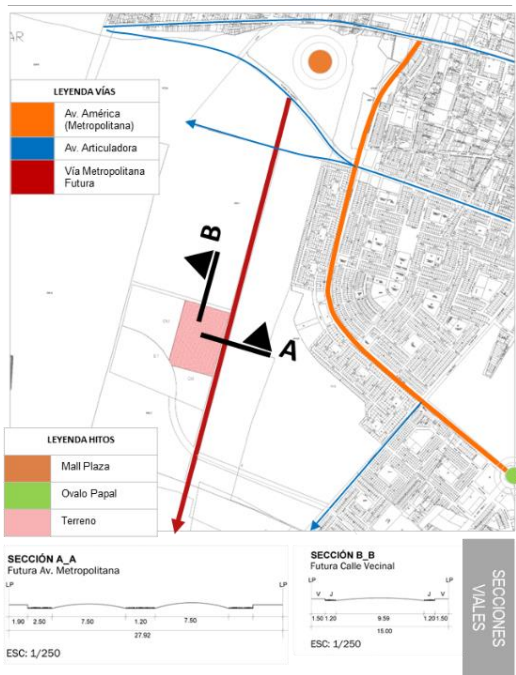 AR
LEYENDA VÍAS
Av. América
(Metropolitana)
Av. Articuladora
Vía Metropolitana
Futura
B
A
LEYENDA HITOS
Mall Plaza
Ovalo Papal
Terreno
SECCIÓN A_A
Futura Av. Metropolitana
LP
LP
1.90 2.50 7.50 1.20 7.50
27.92
ESC: 1/250
SECCIÓN B_B
Futura Calle Vecinal
LP
LP
V J J V
1.50 1.20 9.59 1.20 1.50
15.00
ESC: 1/250
SECCIONES
VIALES